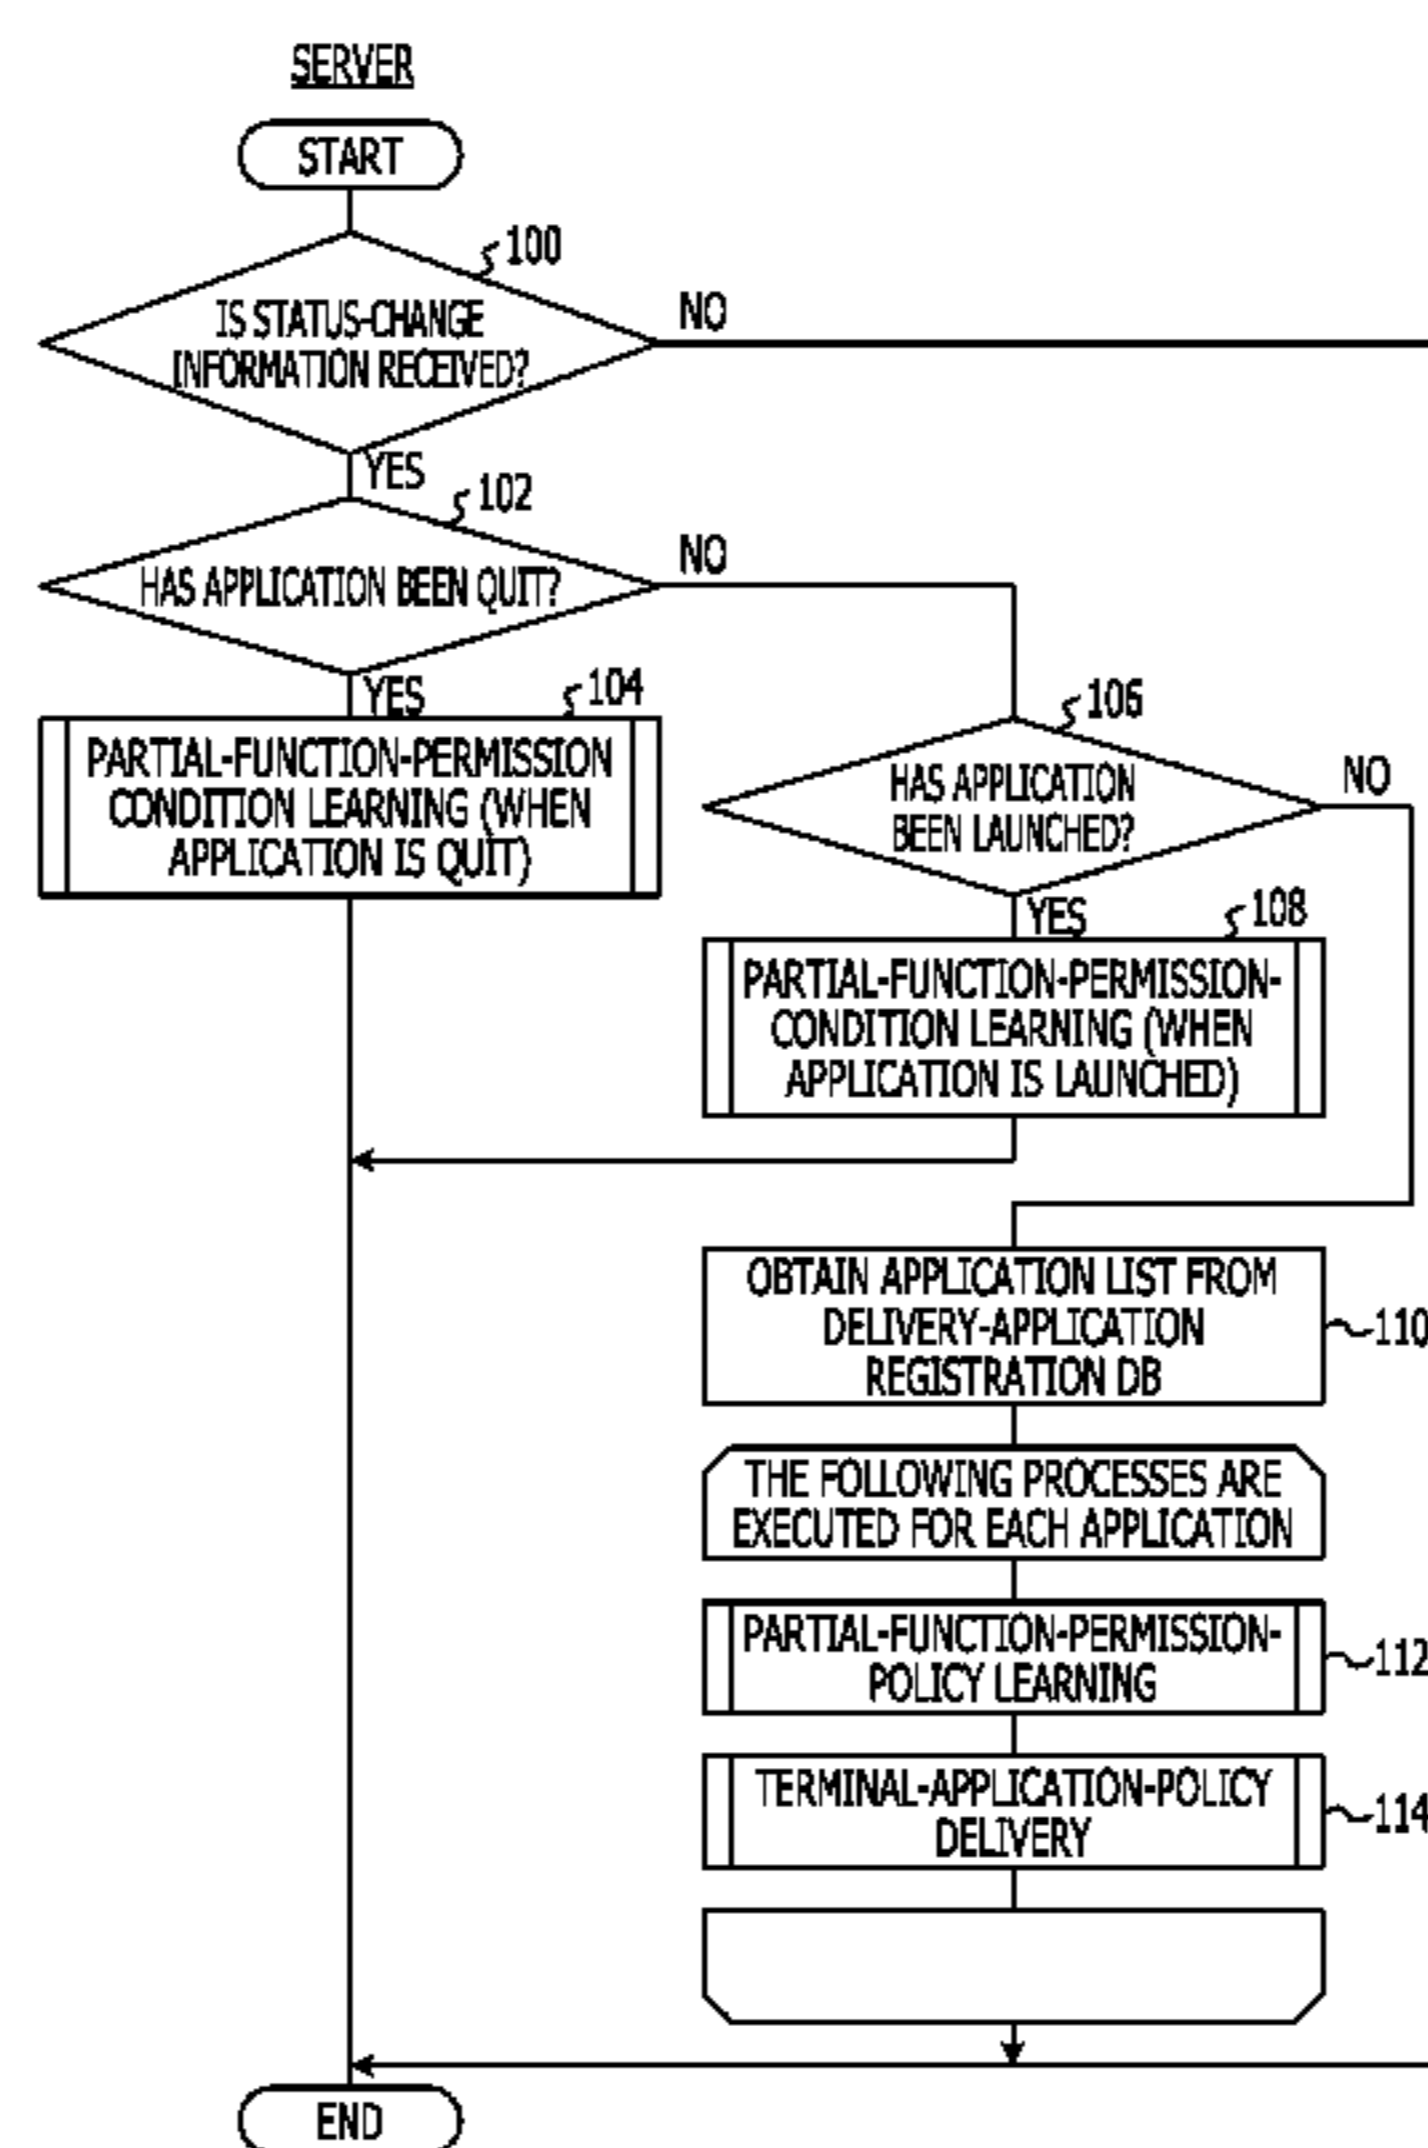 SERVER
START
100
IS STATUS-CHANGE
INFORMATION RECEIVED?
NO
YES
102
HAS APPLICATION BEEN QUIT?
NO
YES
104
PARTIAL-FUNCTION-PERMISSION
CONDITION LEARNING (WHEN
APPLICATION IS QUIT)
106
HAS APPLICATION
BEEN LAUNCHED?
NO
YES
108
PARTIAL-FUNCTION-PERMISSION-
CONDITION LEARNING (WHEN
APPLICATION IS LAUNCHED)
OBTAIN APPLICATION LIST FROM
DELIVERY-APPLICATION
REGISTRATION DB
110
THE FOLLOWING PROCESSES ARE
EXECUTED FOR EACH APPLICATION
PARTIAL-FUNCTION-PERMISSION-
POLICY LEARNING
112
TERMINAL-APPLICATION-POLICY
DELIVERY
114
END